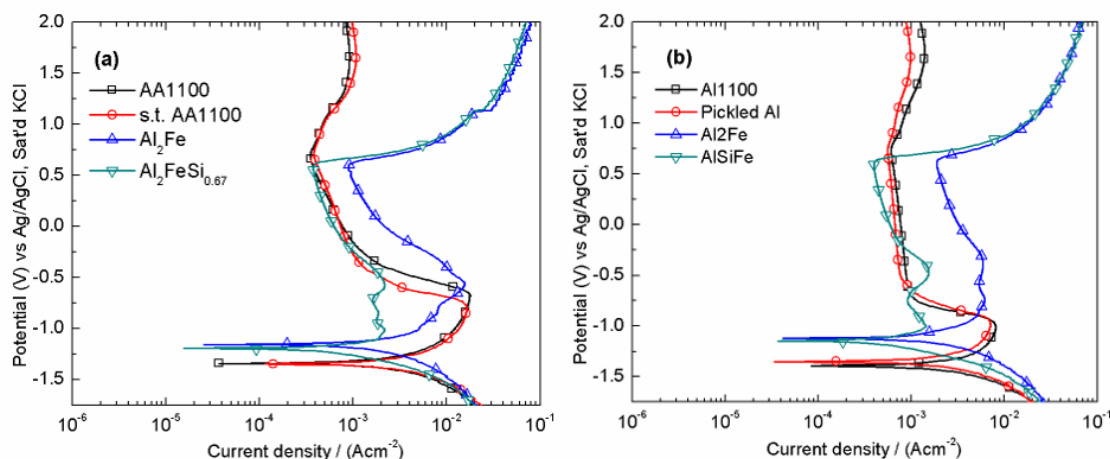 (a)
AA1100
s.t. AA1100
Al₂Fe
Al₂FeSi₀.₆₇
Potential (V) vs Ag/AgCl, Sat'd KCl
2.0
1.5
1.0
0.5
0.0
-0.5
-1.0
-1.5
10⁻⁶ 10⁻⁵ 10⁻⁴ 10⁻³ 10⁻² 10⁻¹
Current density / (Acm⁻²)
(b)
Al1100
Pickled Al
Al2Fe
AlSiFe
Potential (V) vs Ag/AgCl, Sat'd KCl
2.0
1.5
1.0
0.5
0.0
-0.5
-1.0
-1.5
10⁻⁶ 10⁻⁵ 10⁻⁴ 10⁻³ 10⁻² 10⁻¹
Current density / (Acm⁻²)